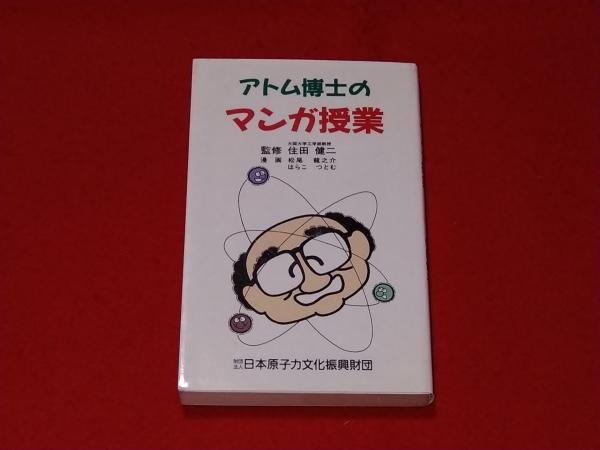 アトム博士の
マンガ授業
大阪大学工学部教授
監修 住田 健二
漫画 松尾 龍之介
はらこ つとむ
財団法人 日本原子力文化振興財団